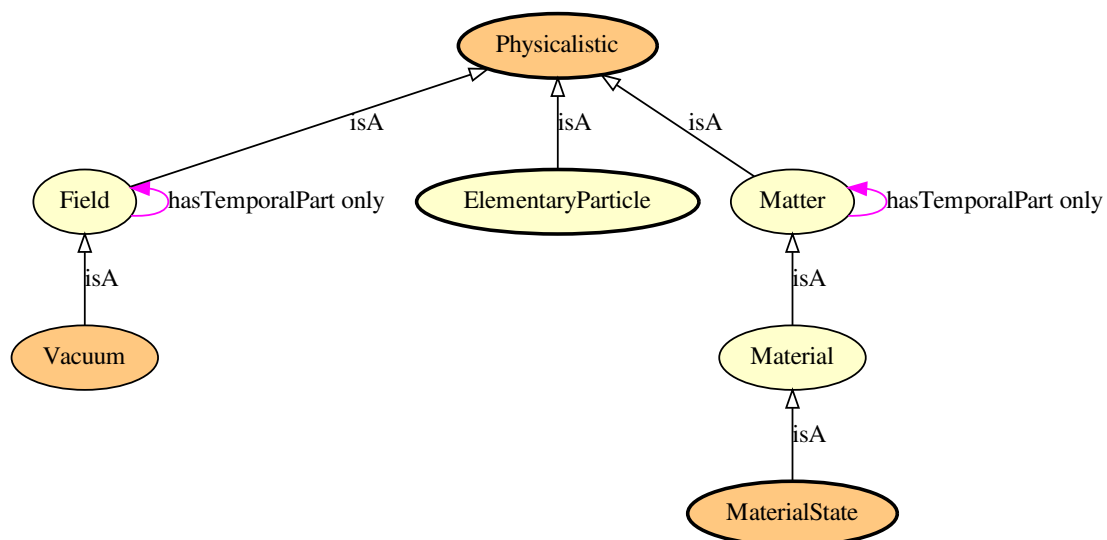 Physicalistic
isA
isA
isA
Field
hasTemporalPart only
ElementaryParticle
Matter
hasTemporalPart only
isA
isA
Vacuum
Material
isA
MaterialState